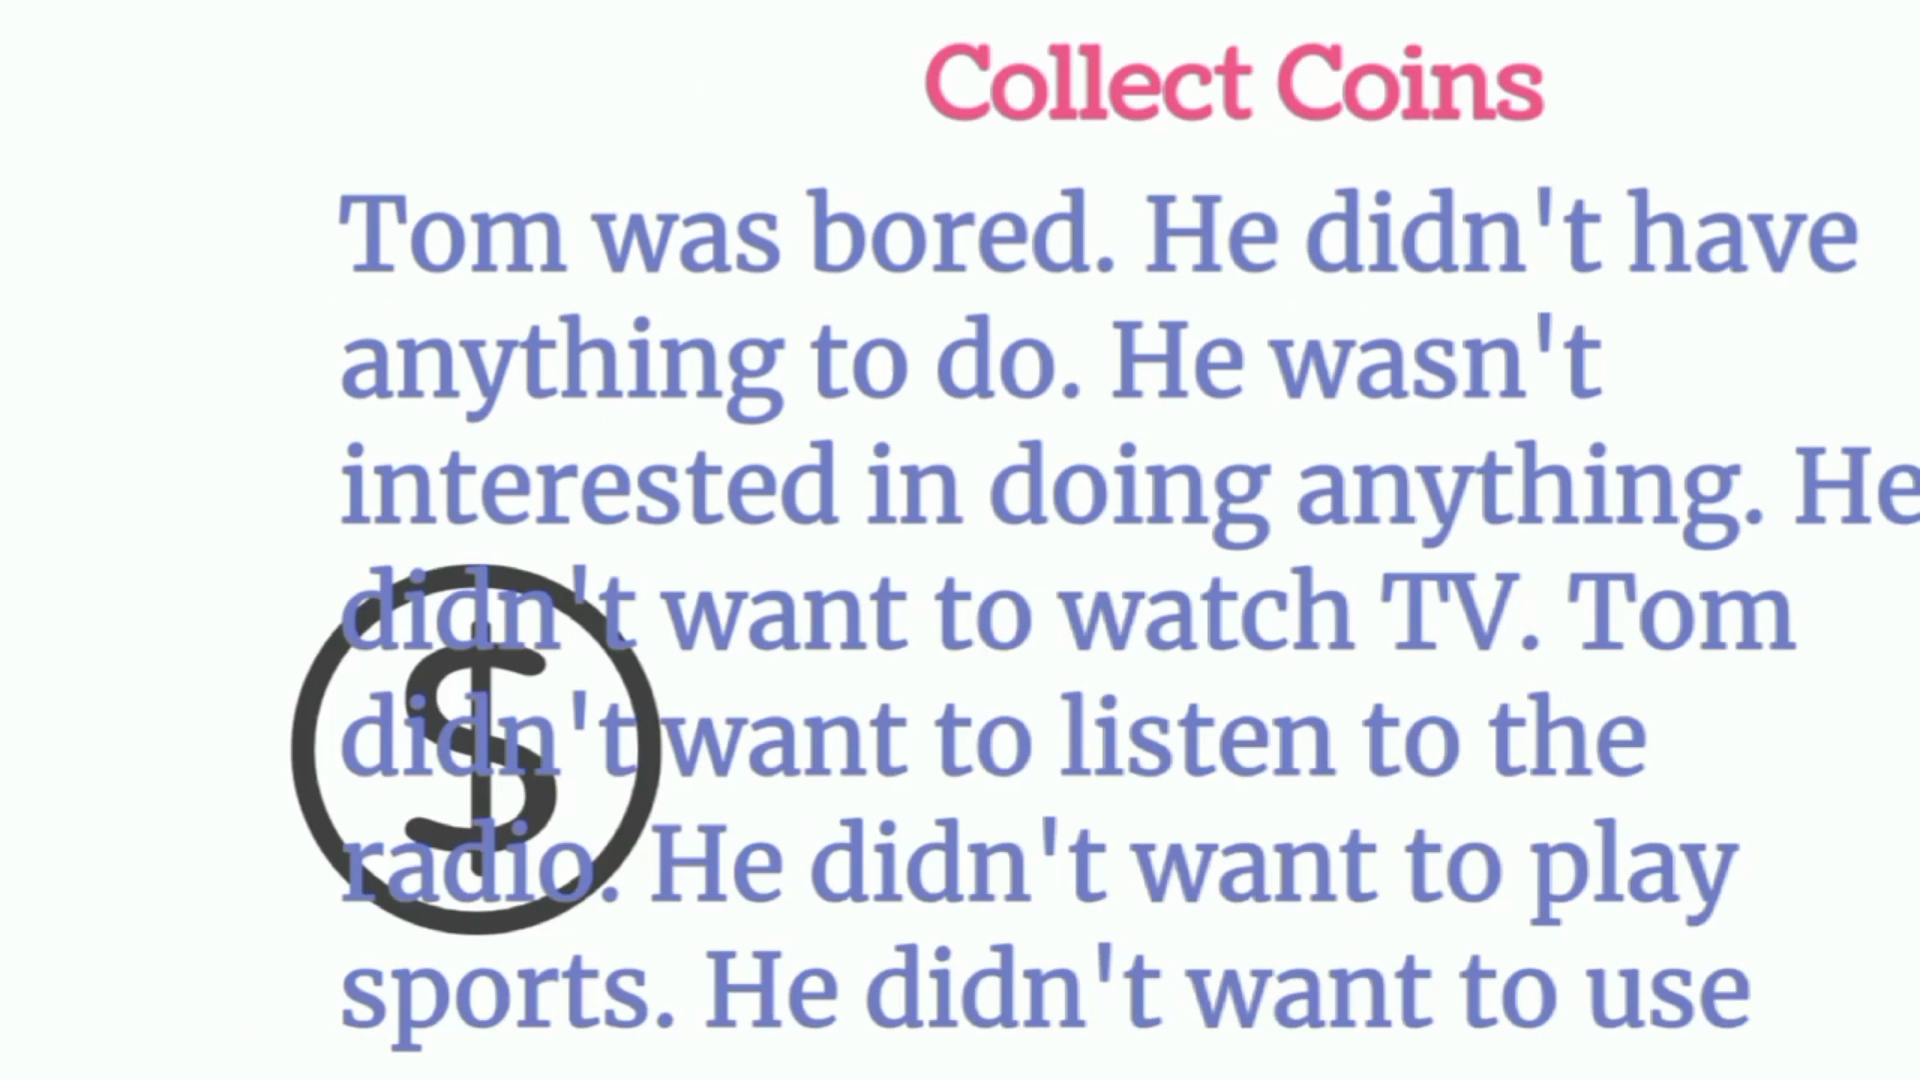 Collect Coins
Tom was bored. He didn't have
anything to do. He wasn't
interested in doing anything. He
didn't want to watch TV. Tom
didn't want to listen to the
radio. He didn't want to play
sports. He didn't want to use
$